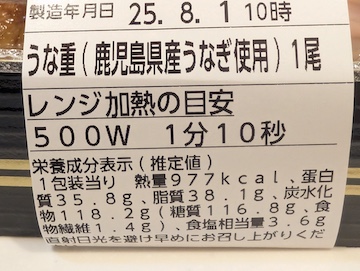 製造年月日 25.8.1 10時
うな重(鹿児島県産うなぎ使用)1尾
レンジ加熱の目安
500W 1分10秒
栄養成分表示(推定値)
1包装当り 熱量977kcal、蛋白
質35.8g、脂質38.1g、炭水化
物118.2g(糖質116.8g、食
物繊維1.4g)、食塩相当量3.6g
直射日光を避け早めにお召し上がりくだ